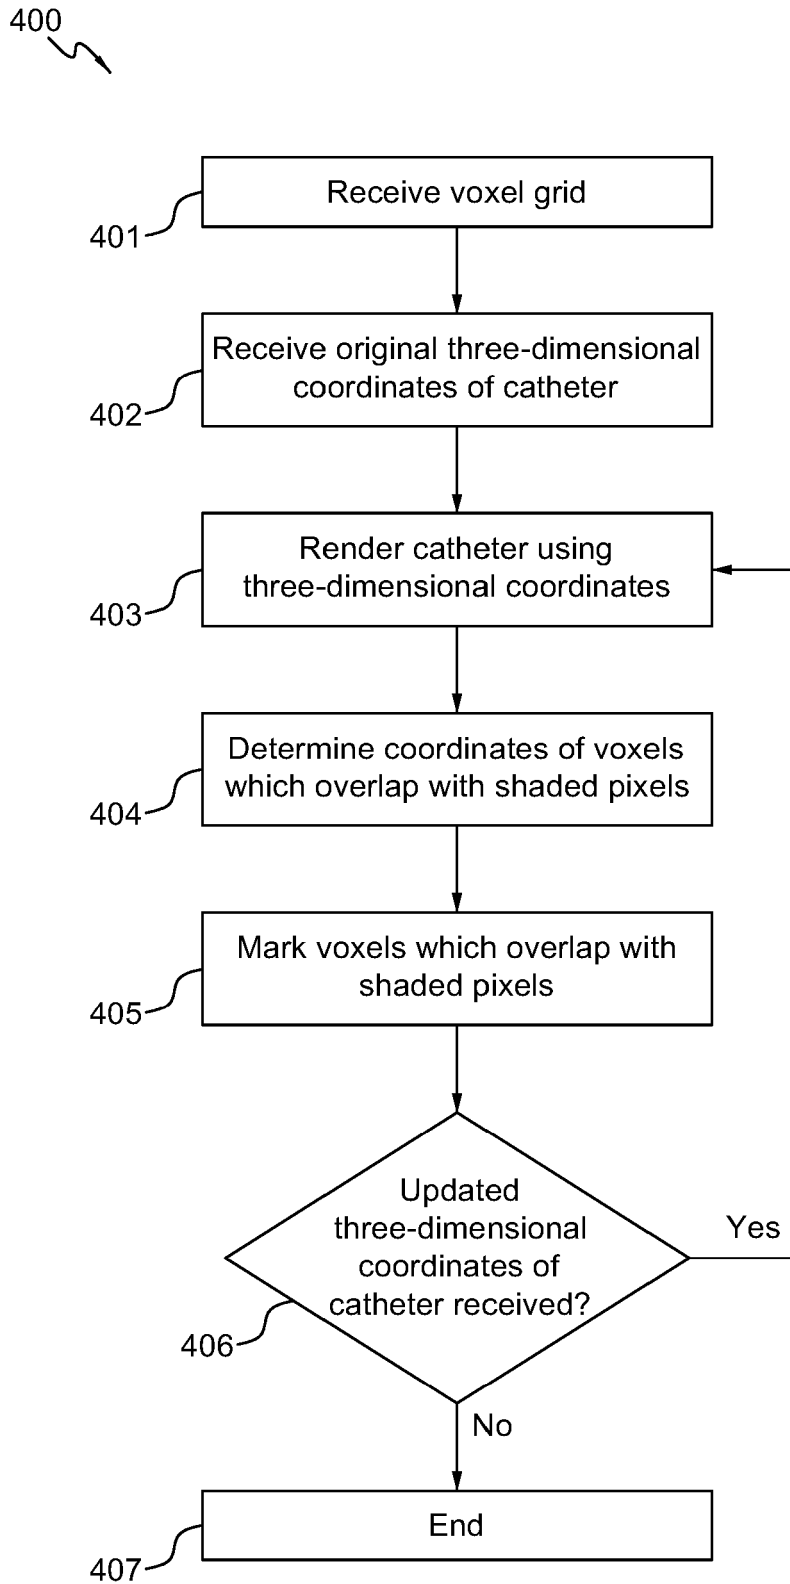 400
Receive voxel grid
401
Receive original three-dimensional
coordinates of catheter
402
Render catheter using
three-dimensional coordinates
403
Determine coordinates of voxels
which overlap with shaded pixels
404
Mark voxels which overlap with
shaded pixels
405
Updated
three-dimensional
coordinates of
catheter received?
Yes
406
No
End
407